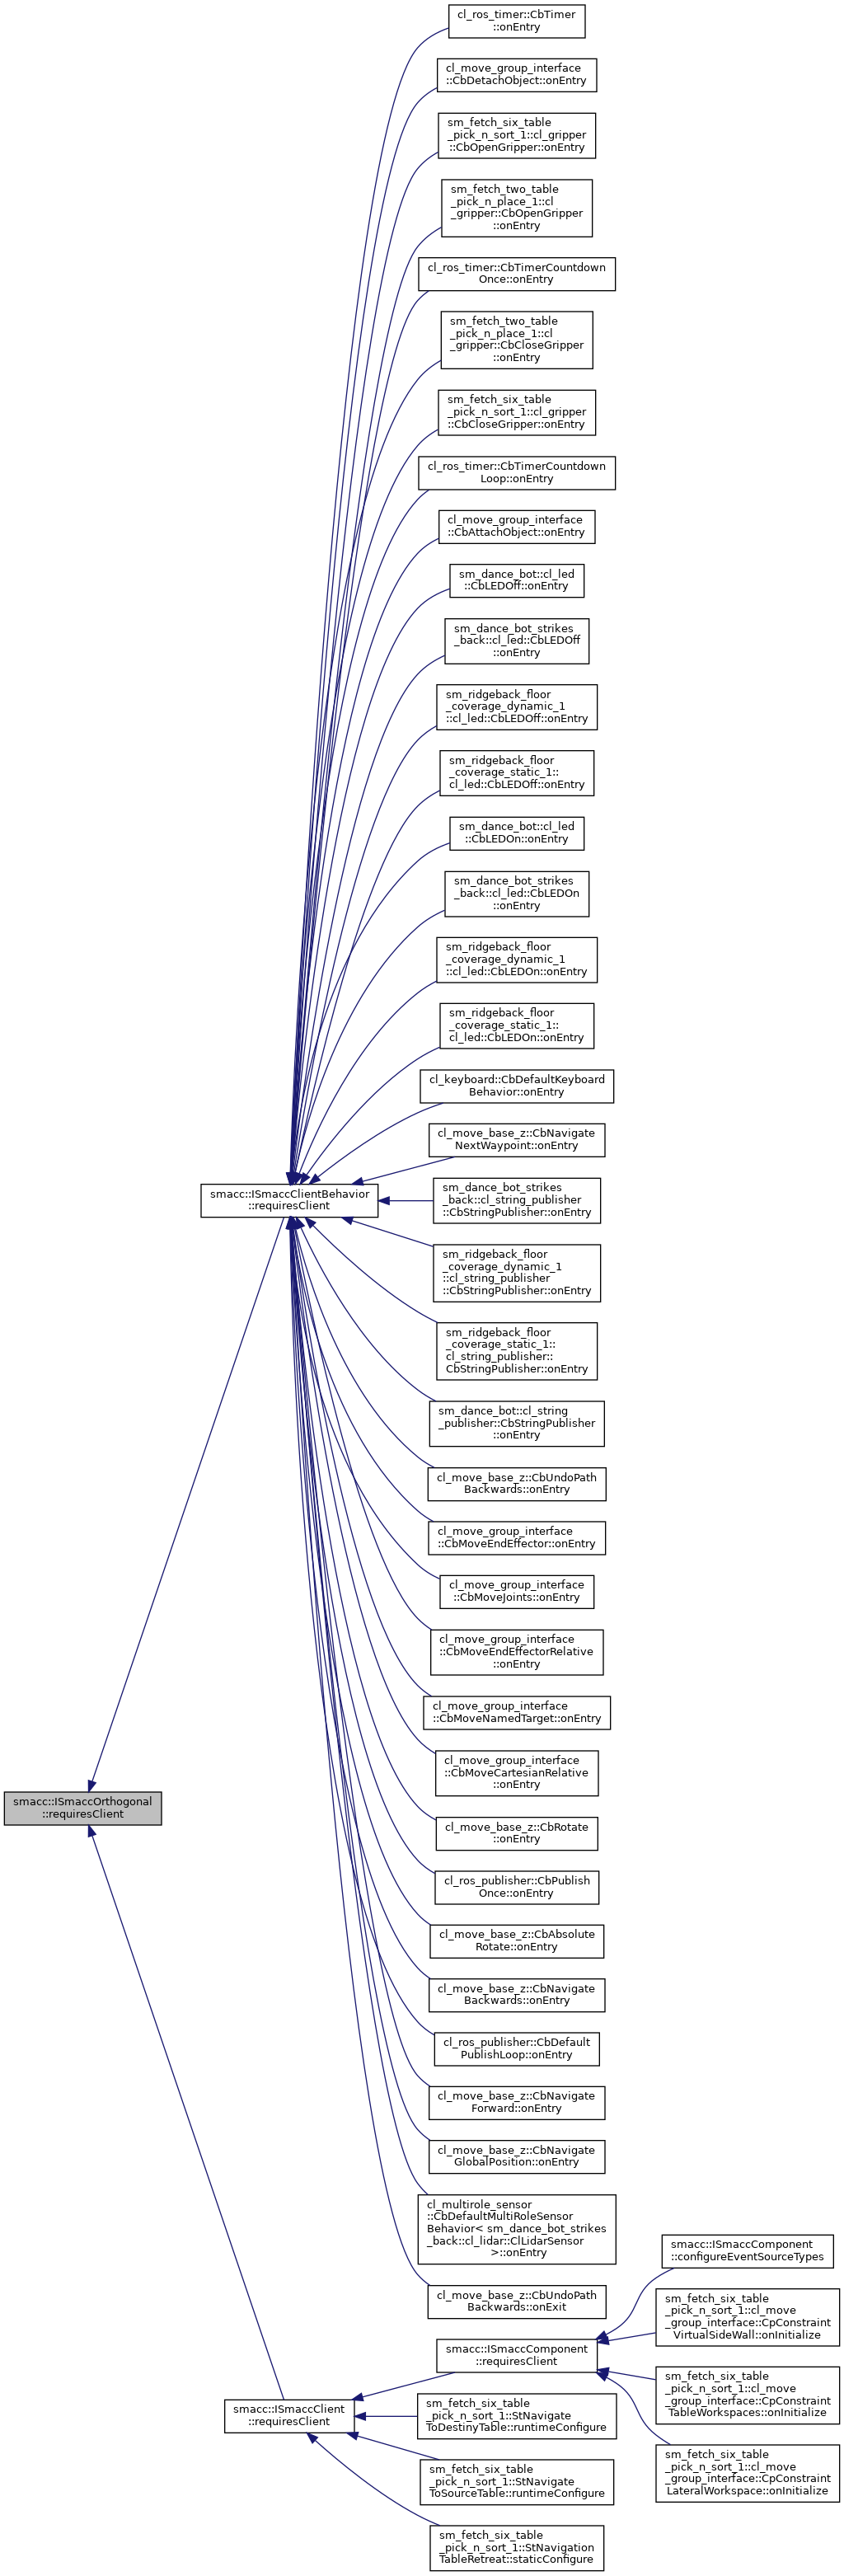 cl_ros_timer::CbTimer
::onEntry
cl_move_group_interface
::CbDetachObject::onEntry
sm_fetch_six_table
_pick_n_sort_1::cl_gripper
::CbOpenGripper::onEntry
sm_fetch_two_table
_pick_n_place_1::cl
_gripper::CbOpenGripper
::onEntry
cl_ros_timer::CbTimerCountdown
Once::onEntry
sm_fetch_two_table
_pick_n_place_1::cl
_gripper::CbCloseGripper
::onEntry
sm_fetch_six_table
_pick_n_sort_1::cl_gripper
::CbCloseGripper::onEntry
cl_ros_timer::CbTimerCountdown
Loop::onEntry
cl_move_group_interface
::CbAttachObject::onEntry
sm_dance_bot::cl_led
::CbLEDOff::onEntry
sm_dance_bot_strikes
_back::cl_led::CbLEDOff
::onEntry
sm_ridgeback_floor
_coverage_dynamic_1
::cl_led::CbLEDOff::onEntry
sm_ridgeback_floor
_coverage_static_1::
cl_led::CbLEDOff::onEntry
sm_dance_bot::cl_led
::CbLEDOn::onEntry
sm_dance_bot_strikes
_back::cl_led::CbLEDOn
::onEntry
sm_ridgeback_floor
_coverage_dynamic_1
::cl_led::CbLEDOn::onEntry
sm_ridgeback_floor
_coverage_static_1::
cl_led::CbLEDOn::onEntry
cl_keyboard::CbDefaultKeyboard
Behavior::onEntry
cl_move_base_z::CbNavigate
NextWaypoint::onEntry
smacc::ISmaccClientBehavior
::requiresClient
sm_dance_bot_strikes
_back::cl_string_publisher
::CbStringPublisher::onEntry
sm_ridgeback_floor
_coverage_dynamic_1
::cl_string_publisher
::CbStringPublisher::onEntry
sm_ridgeback_floor
_coverage_static_1::
cl_string_publisher::
CbStringPublisher::onEntry
sm_dance_bot::cl_string
_publisher::CbStringPublisher
::onEntry
cl_move_base_z::CbUndoPath
Backwards::onEntry
cl_move_group_interface
::CbMoveEndEffector::onEntry
cl_move_group_interface
::CbMoveJoints::onEntry
cl_move_group_interface
::CbMoveEndEffectorRelative
::onEntry
cl_move_group_interface
::CbMoveNamedTarget::onEntry
cl_move_group_interface
::CbMoveCartesianRelative
::onEntry
smacc::ISmaccOrthogonal
::requiresClient
cl_move_base_z::CbRotate
::onEntry
cl_ros_publisher::CbPublish
Once::onEntry
cl_move_base_z::CbAbsolute
Rotate::onEntry
cl_move_base_z::CbNavigate
Backwards::onEntry
cl_ros_publisher::CbDefault
PublishLoop::onEntry
cl_move_base_z::CbNavigate
Forward::onEntry
cl_move_base_z::CbNavigate
GlobalPosition::onEntry
cl_multirole_sensor
::CbDefaultMultiRoleSensor
Behavior< sm_dance_bot_strikes
_back::cl_lidar::ClLidarSensor
>::onEntry
cl_move_base_z::CbUndoPath
Backwards::onExit
smacc::ISmaccComponent
::configureEventSourceTypes
sm_fetch_six_table
_pick_n_sort_1::cl_move
_group_interface::CpConstraint
VirtualSideWall::onInitialize
smacc::ISmaccComponent
::requiresClient
sm_fetch_six_table
_pick_n_sort_1::cl_move
_group_interface::CpConstraint
TableWorkspaces::onInitialize
smacc::ISmaccClient
::requiresClient
sm_fetch_six_table
_pick_n_sort_1::StNavigate
ToDestinyTable::runtimeConfigure
sm_fetch_six_table
_pick_n_sort_1::cl_move
_group_interface::CpConstraint
LateralWorkspace::onInitialize
sm_fetch_six_table
_pick_n_sort_1::StNavigate
ToSourceTable::runtimeConfigure
sm_fetch_six_table
_pick_n_sort_1::StNavigation
TableRetreat::staticConfigure